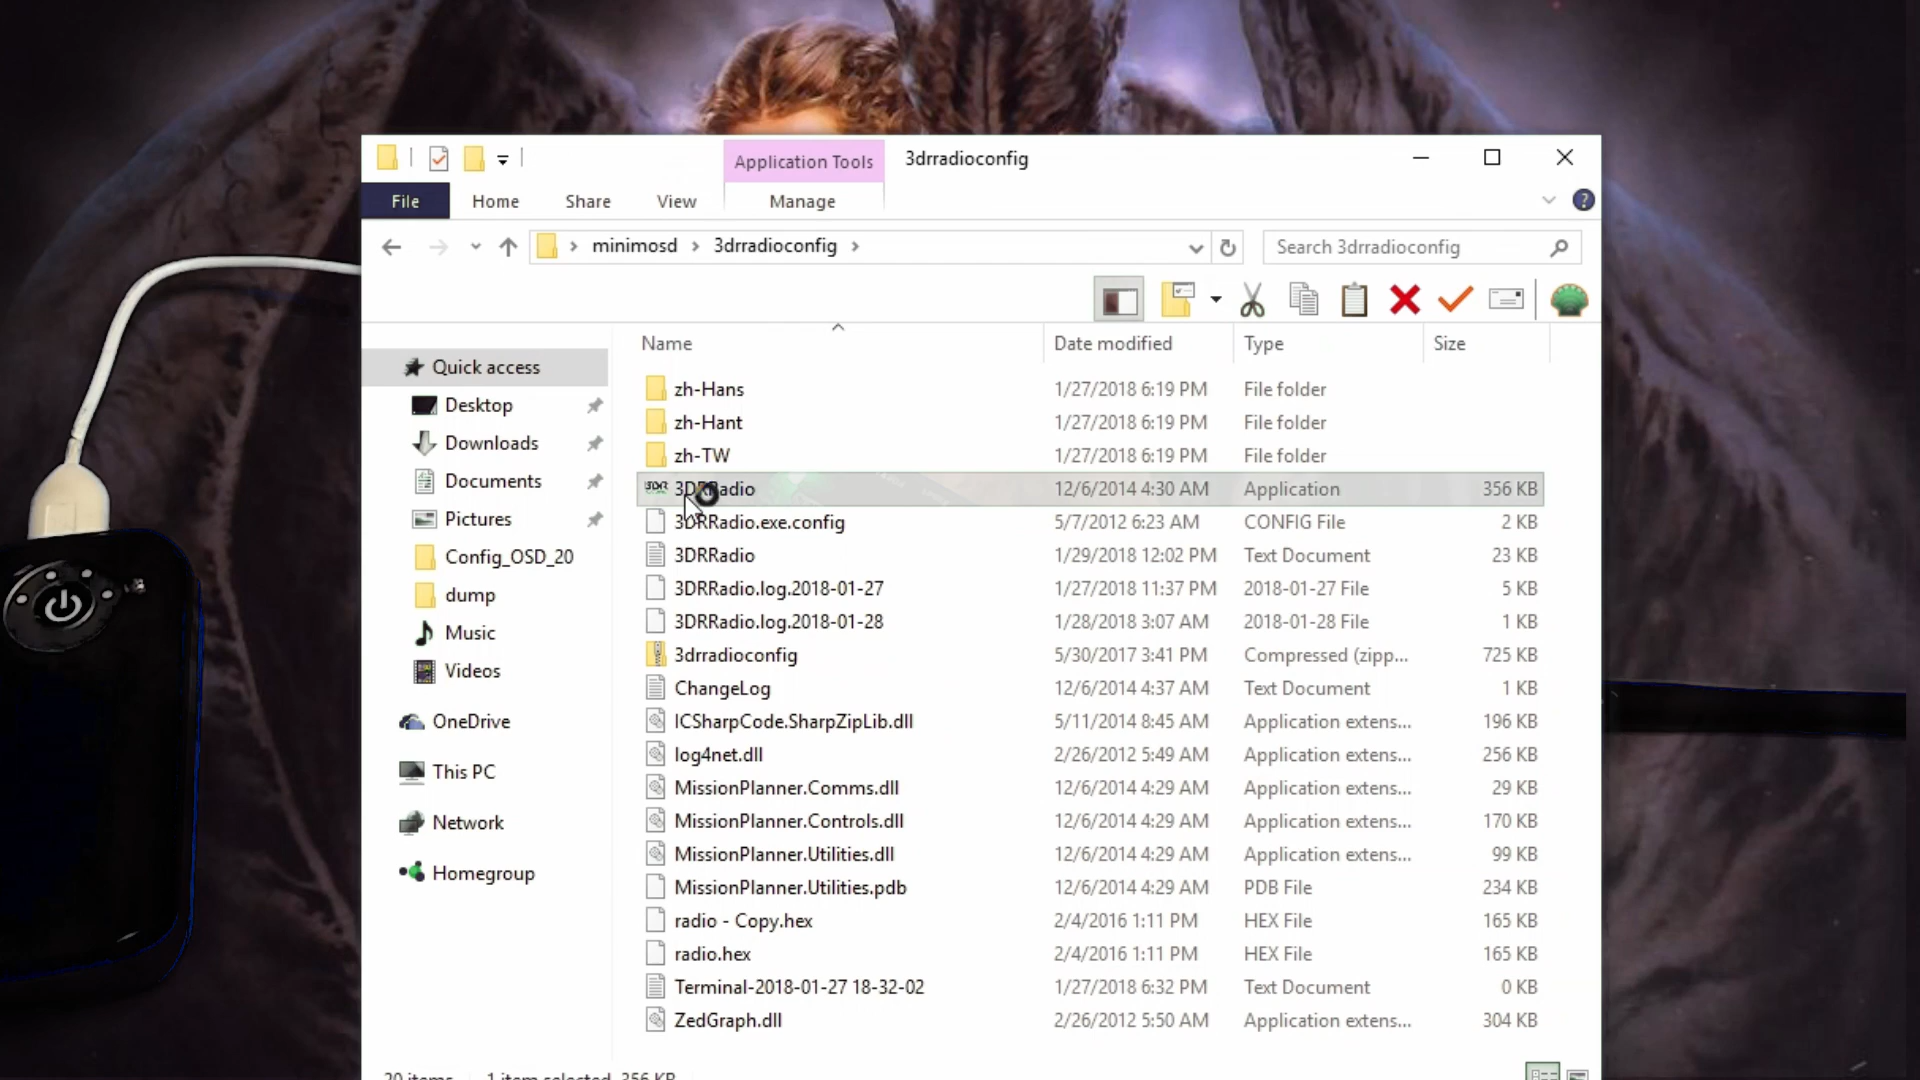 Application Tools 3drradioconfig
File Home Share View Manage
minimosd 3drradioconfig Search 3drradioconfig
Name Date modified Type Size
Quick access
Desktop
Downloads
Documents
Pictures
Config_OSD_20
dump
Music
Videos
OneDrive
This PC
Network
Homegroup
zh-Hans 1/27/2018 6:19 PM File folder
zh-Hant 1/27/2018 6:19 PM File folder
zh-TW 1/27/2018 6:19 PM File folder
3DRRadio 12/6/2014 4:30 AM Application 356 KB
3DRRadio.exe.config 5/7/2012 6:23 AM CONFIG File 2 KB
3DRRadio 1/29/2018 12:02 PM Text Document 23 KB
3DRRadio.log.2018-01-27 1/27/2018 11:37 PM 2018-01-27 File 5 KB
3DRRadio.log.2018-01-28 1/28/2018 3:07 AM 2018-01-28 File 1 KB
3drradioconfig 5/30/2017 3:41 PM Compressed (zipp... 725 KB
ChangeLog 12/6/2014 4:37 AM Text Document 1 KB
ICSharpCode.SharpZipLib.dll 5/11/2014 8:45 AM Application extens... 196 KB
log4net.dll 2/26/2012 5:49 AM Application extens... 256 KB
MissionPlanner.Comms.dll 12/6/2014 4:29 AM Application extens... 29 KB
MissionPlanner.Controls.dll 12/6/2014 4:29 AM Application extens... 170 KB
MissionPlanner.Utilities.dll 12/6/2014 4:29 AM Application extens... 99 KB
MissionPlanner.Utilities.pdb 12/6/2014 4:29 AM PDB File 234 KB
radio - Copy.hex 2/4/2016 1:11 PM HEX File 165 KB
radio.hex 2/4/2016 1:11 PM HEX File 165 KB
Terminal-2018-01-27 18-32-02 1/27/2018 6:32 PM Text Document 0 KB
ZedGraph.dll 2/26/2012 5:50 AM Application extens... 304 KB
20 items 1 item selected 356 KB